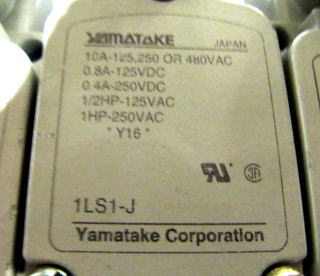 YAMATAKE JAPAN
10A-125,250 OR 480VAC
0.8A-125VDC
0.4A-250VDC
1/2HP-125VAC
1HP-250VAC
"Y16"
1LS1-J
Yamatake Corporation